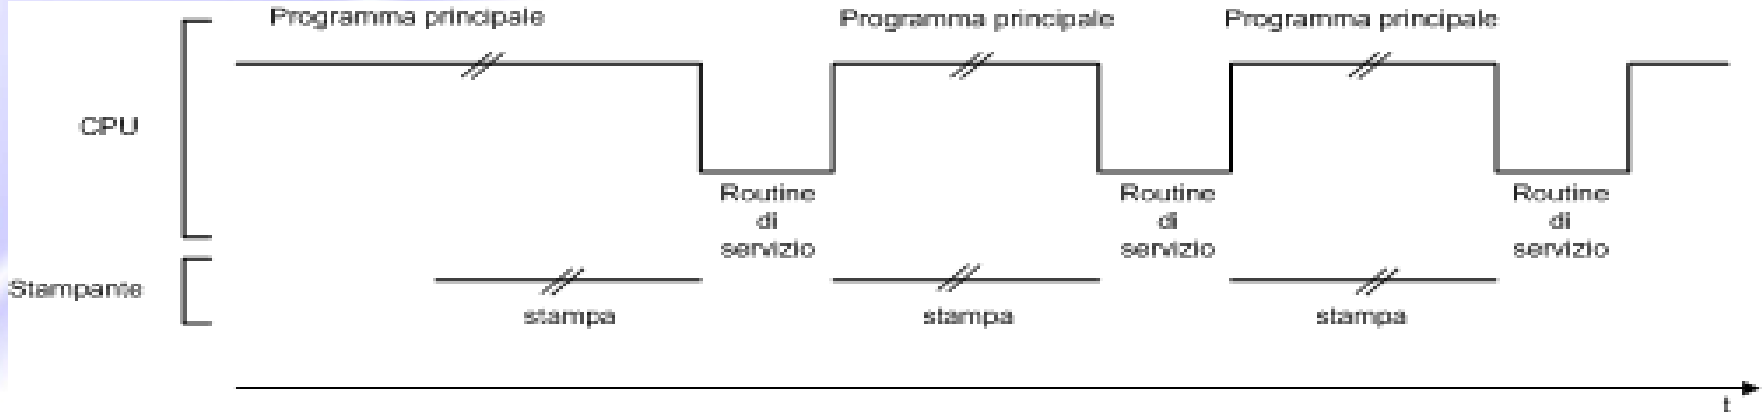 Programma principale
Programma principale
Programma principale
CPU
Routine
di
servizio
Routine
di
servizio
Routine
di
servizio
Stampante
stampa
stampa
stampa
t